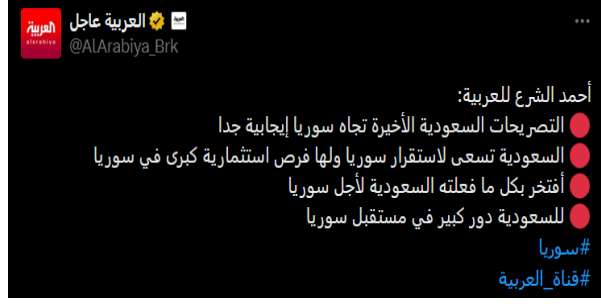 العربية عاجل
العربية
alarabiya
@AlArabiya_Brk
أحمد الشرع للعربية:
🔴 التصريحات السعودية الأخيرة تجاه سوريا إيجابية جدا
🔴 السعودية تسعى لاستقرار سوريا ولها فرص استثمارية كبرى في سوريا
🔴 أفتخر بكل ما فعلته السعودية لأجل سوريا
🔴 للسعودية دور كبير في مستقبل سوريا
#سوريا
#قناة_العربية